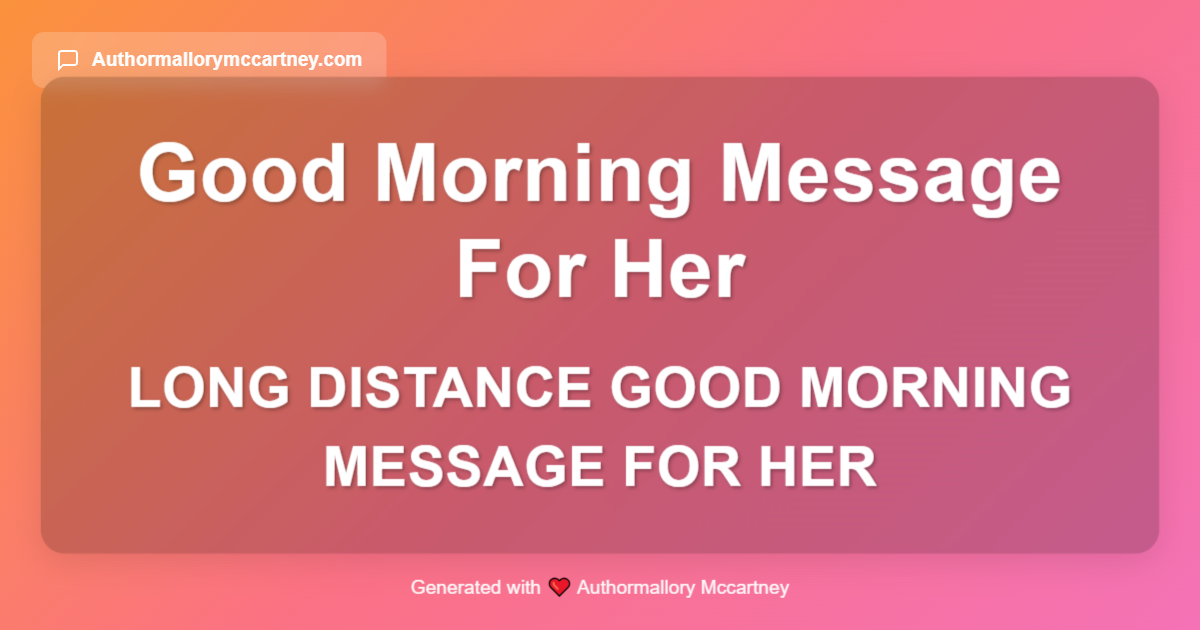 Authormallorymccartney.com
Good Morning Message
For Her
LONG DISTANCE GOOD MORNING
MESSAGE FOR HER
Generated with ❤️ Authormallory Mccartney